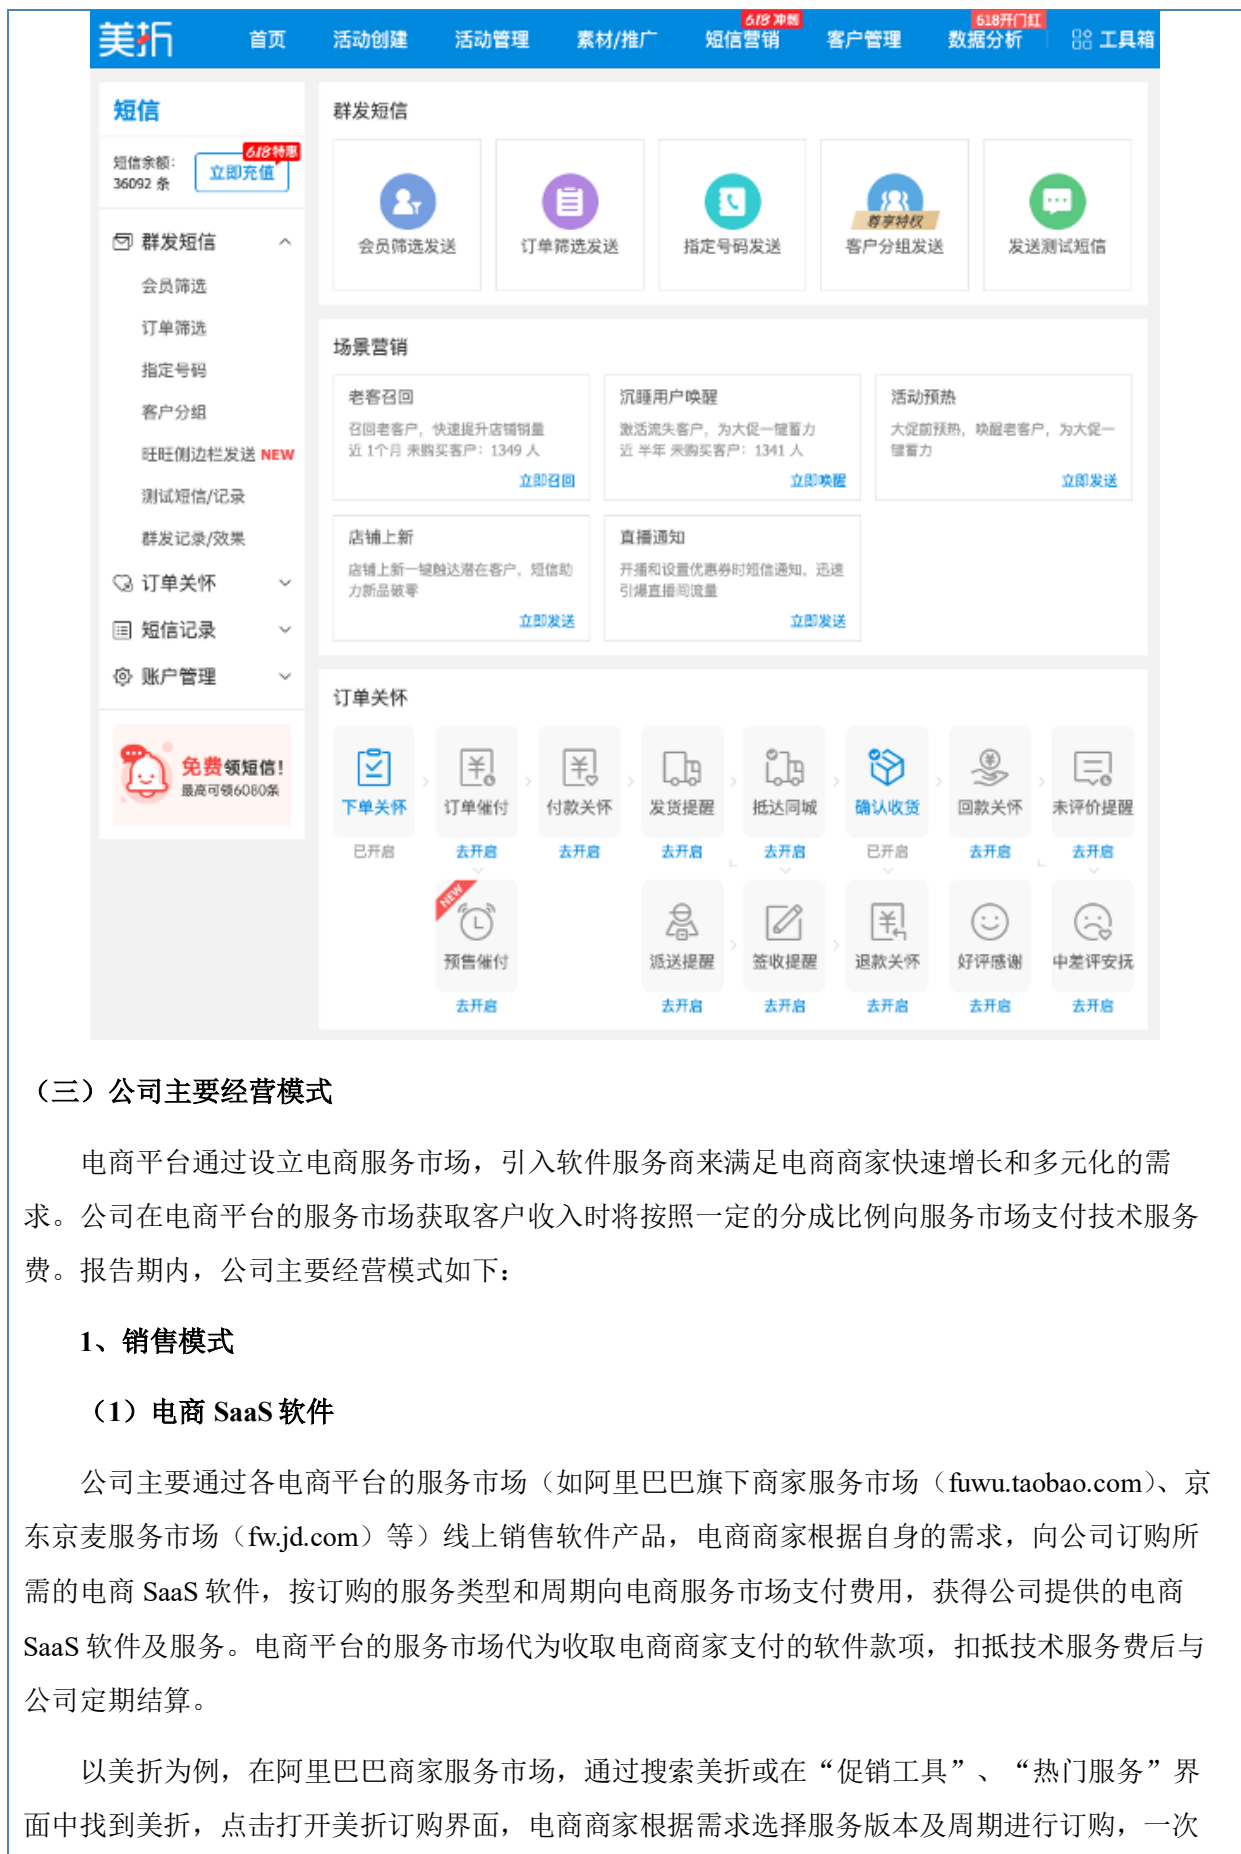 美折 首页 活动创建 活动管理 素材/推广 短信营销 618冲刺 客户管理 数据分析 618开门红 工具箱
短信
短信余额：
36092 条
立即充值
618特惠
群发短信
会员筛选
订单筛选
指定号码
客户分组
旺旺侧边栏发送 NEW
测试短信/记录
群发记录/效果
订单关怀
短信记录
账户管理
免费领短信！
最高可领6080条
群发短信
会员筛选发送 订单筛选发送 指定号码发送 尊享特权 客户分组发送 发送测试短信
场景营销
老客召回
召回老客户，快速提升店铺销量
近 1个月 未购买客户：1349 人
立即召回
沉睡用户唤醒
激活流失客户，为大促一键蓄力
近 半年 未购买客户：1341 人
立即唤醒
活动预热
大促前预热，唤醒老客户，为大促一
键蓄力
立即发送
店铺上新
店铺上新一键触达潜在客户，短信助
力新品破零
立即发送
直播通知
开播和设置优惠券时短信通知，迅速
引爆直播间流量
立即发送
订单关怀
下单关怀 订单催付 付款关怀 发货提醒 抵达同城 确认收货 回款关怀 未评价提醒
已开启 去开启 去开启 去开启 去开启 已开启 去开启 去开启
NEW
预售催付 派送提醒 签收提醒 退款关怀 好评感谢 中差评安抚
去开启 去开启 去开启 去开启 去开启 去开启
（三）公司主要经营模式
电商平台通过设立电商服务市场，引入软件服务商来满足电商商家快速增长和多元化的需
求。公司在电商平台的服务市场获取客户收入时将按照一定的分成比例向服务市场支付技术服务
费。报告期内，公司主要经营模式如下：
1、销售模式
（1）电商 SaaS 软件
公司主要通过各电商平台的服务市场（如阿里巴巴旗下商家服务市场（fuwu.taobao.com）、京
东京麦服务市场（fw.jd.com）等）线上销售软件产品，电商商家根据自身的需求，向公司订购所
需的电商 SaaS 软件，按订购的服务类型和周期向电商服务市场支付费用，获得公司提供的电商
SaaS 软件及服务。电商平台的服务市场代为收取电商商家支付的软件款项，扣抵技术服务费后与
公司定期结算。
以美折为例，在阿里巴巴商家服务市场，通过搜索美折或在“促销工具”、“热门服务”界
面中找到美折，点击打开美折订购界面，电商商家根据需求选择服务版本及周期进行订购，一次